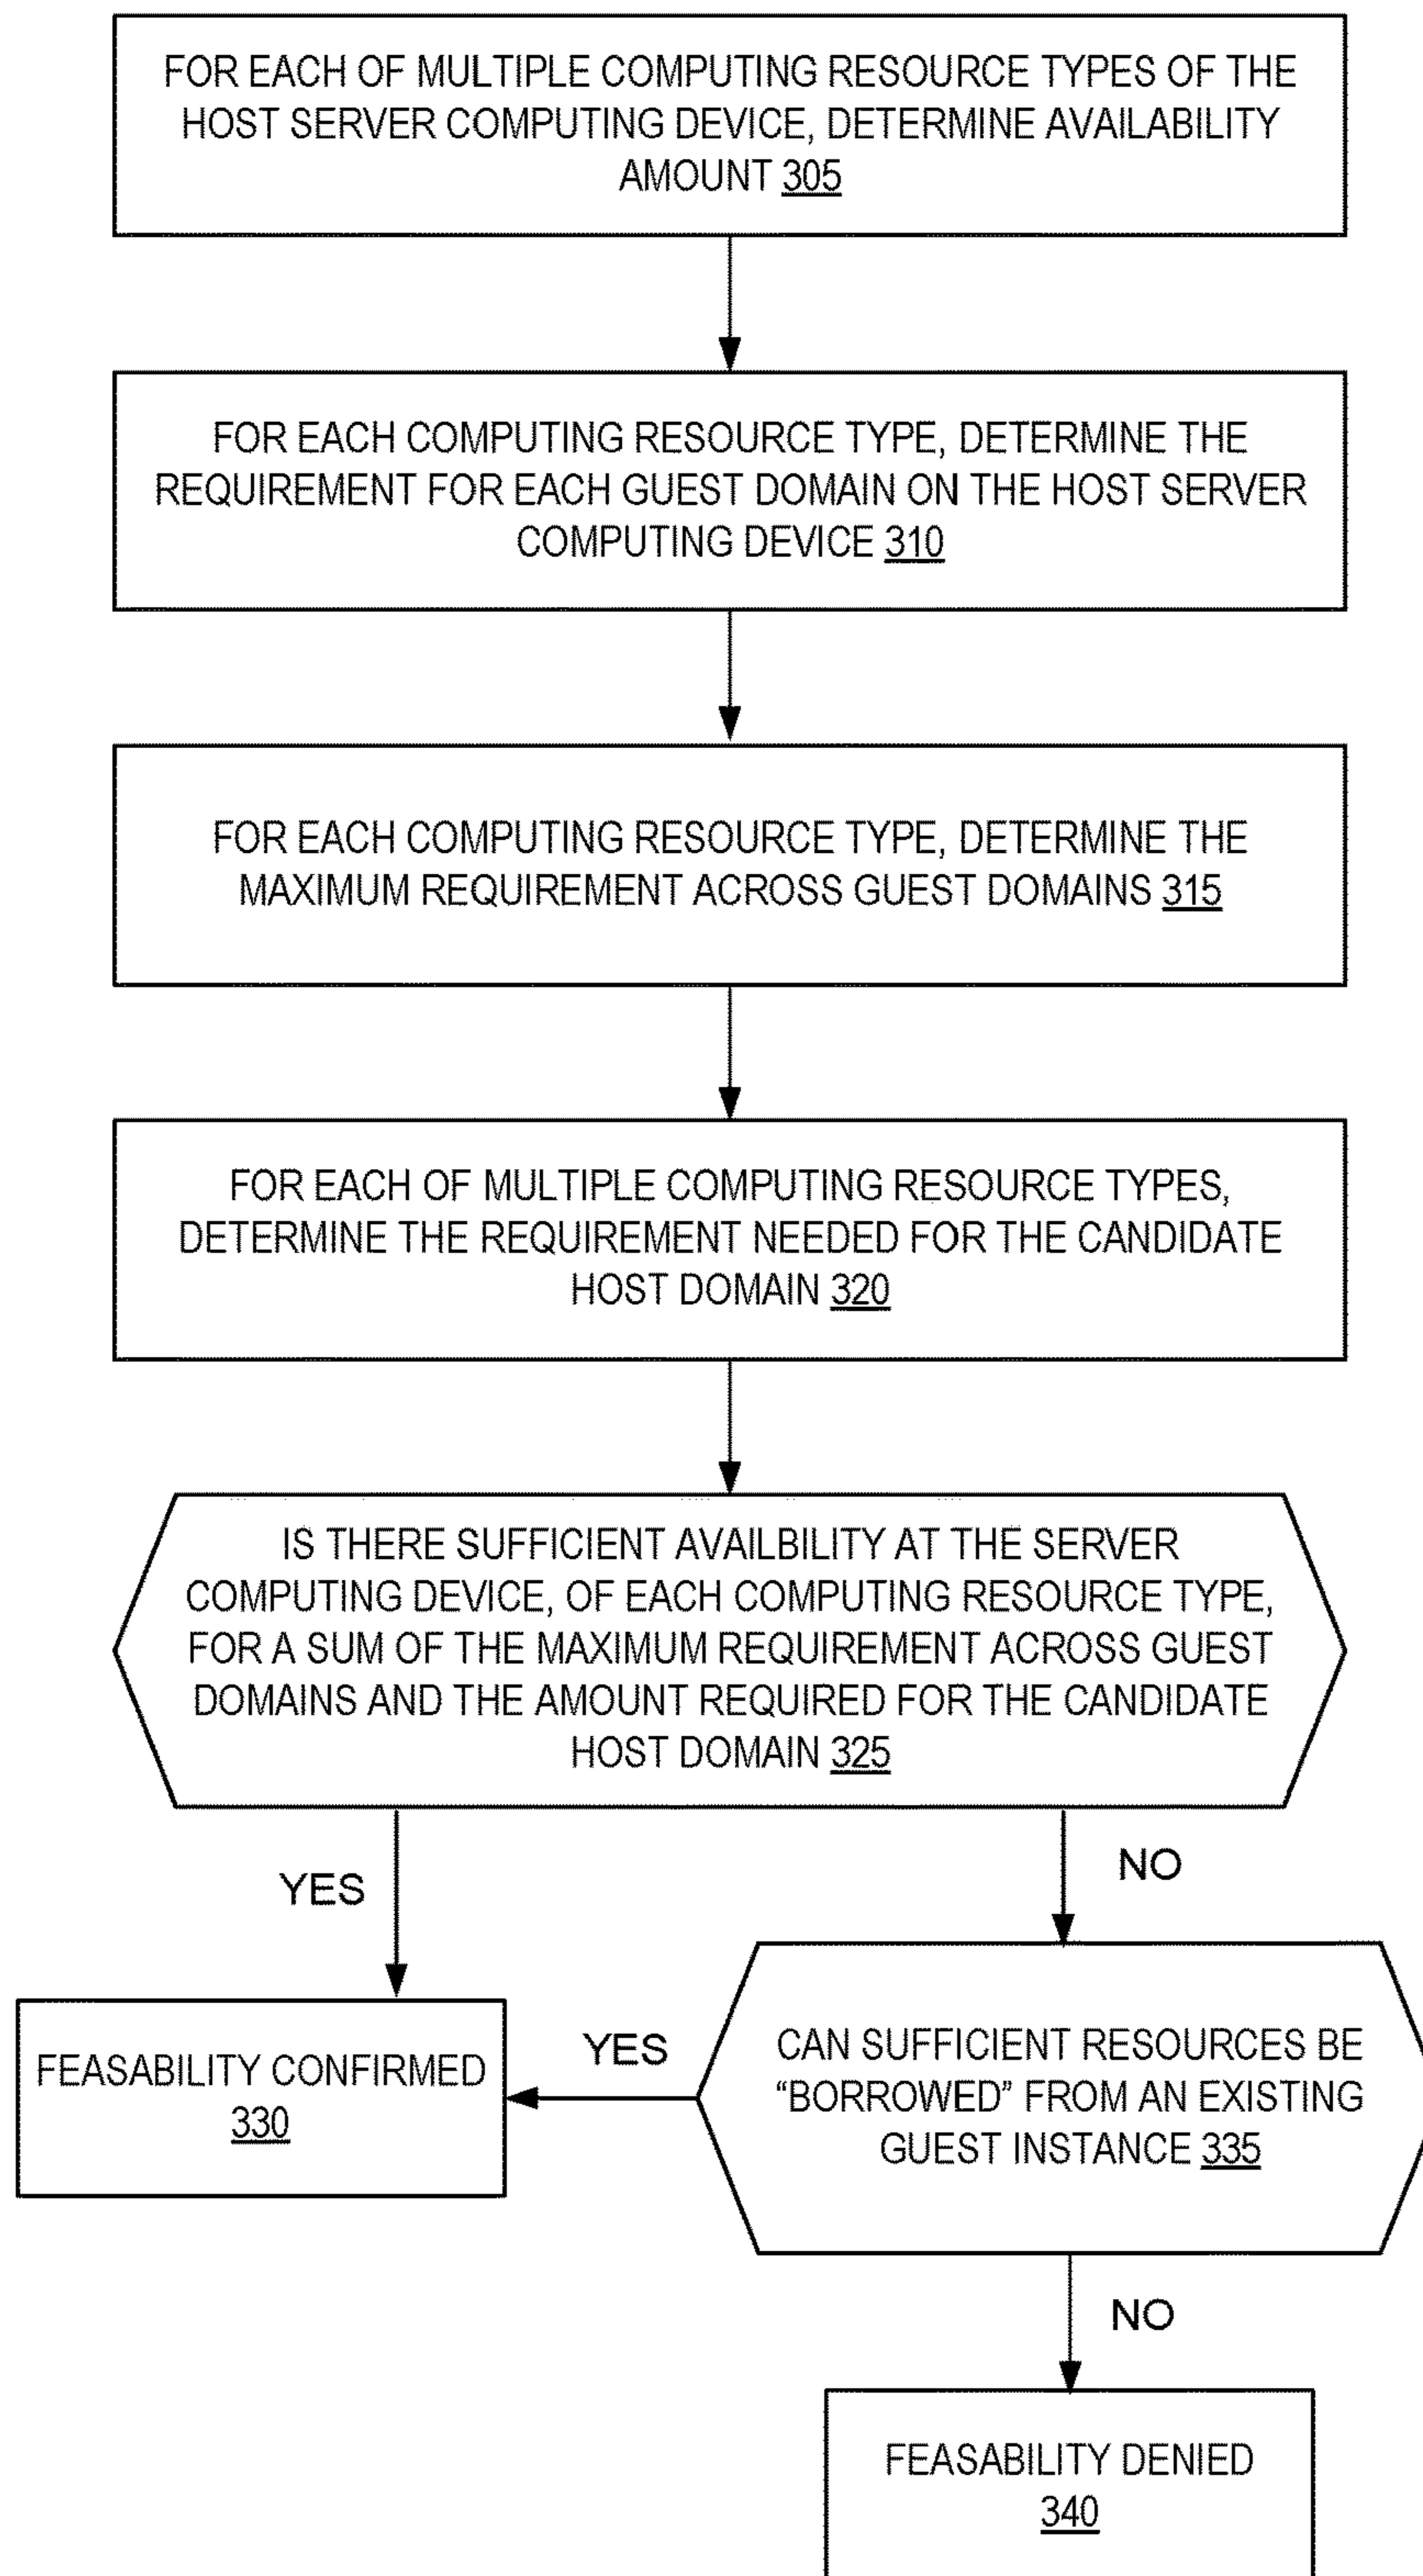 FOR EACH OF MULTIPLE COMPUTING RESOURCE TYPES OF THE
HOST SERVER COMPUTING DEVICE, DETERMINE AVAILABILITY
AMOUNT 305
FOR EACH COMPUTING RESOURCE TYPE, DETERMINE THE
REQUIREMENT FOR EACH GUEST DOMAIN ON THE HOST SERVER
COMPUTING DEVICE 310
FOR EACH COMPUTING RESOURCE TYPE, DETERMINE THE
MAXIMUM REQUIREMENT ACROSS GUEST DOMAINS 315
FOR EACH OF MULTIPLE COMPUTING RESOURCE TYPES,
DETERMINE THE REQUIREMENT NEEDED FOR THE CANDIDATE
HOST DOMAIN 320
IS THERE SUFFICIENT AVAILBILITY AT THE SERVER
COMPUTING DEVICE, OF EACH COMPUTING RESOURCE TYPE,
FOR A SUM OF THE MAXIMUM REQUIREMENT ACROSS GUEST
DOMAINS AND THE AMOUNT REQUIRED FOR THE CANDIDATE
HOST DOMAIN 325
YES
NO
FEASABILITY CONFIRMED
330
YES
CAN SUFFICIENT RESOURCES BE
“BORROWED” FROM AN EXISTING
GUEST INSTANCE 335
NO
FEASABILITY DENIED
340